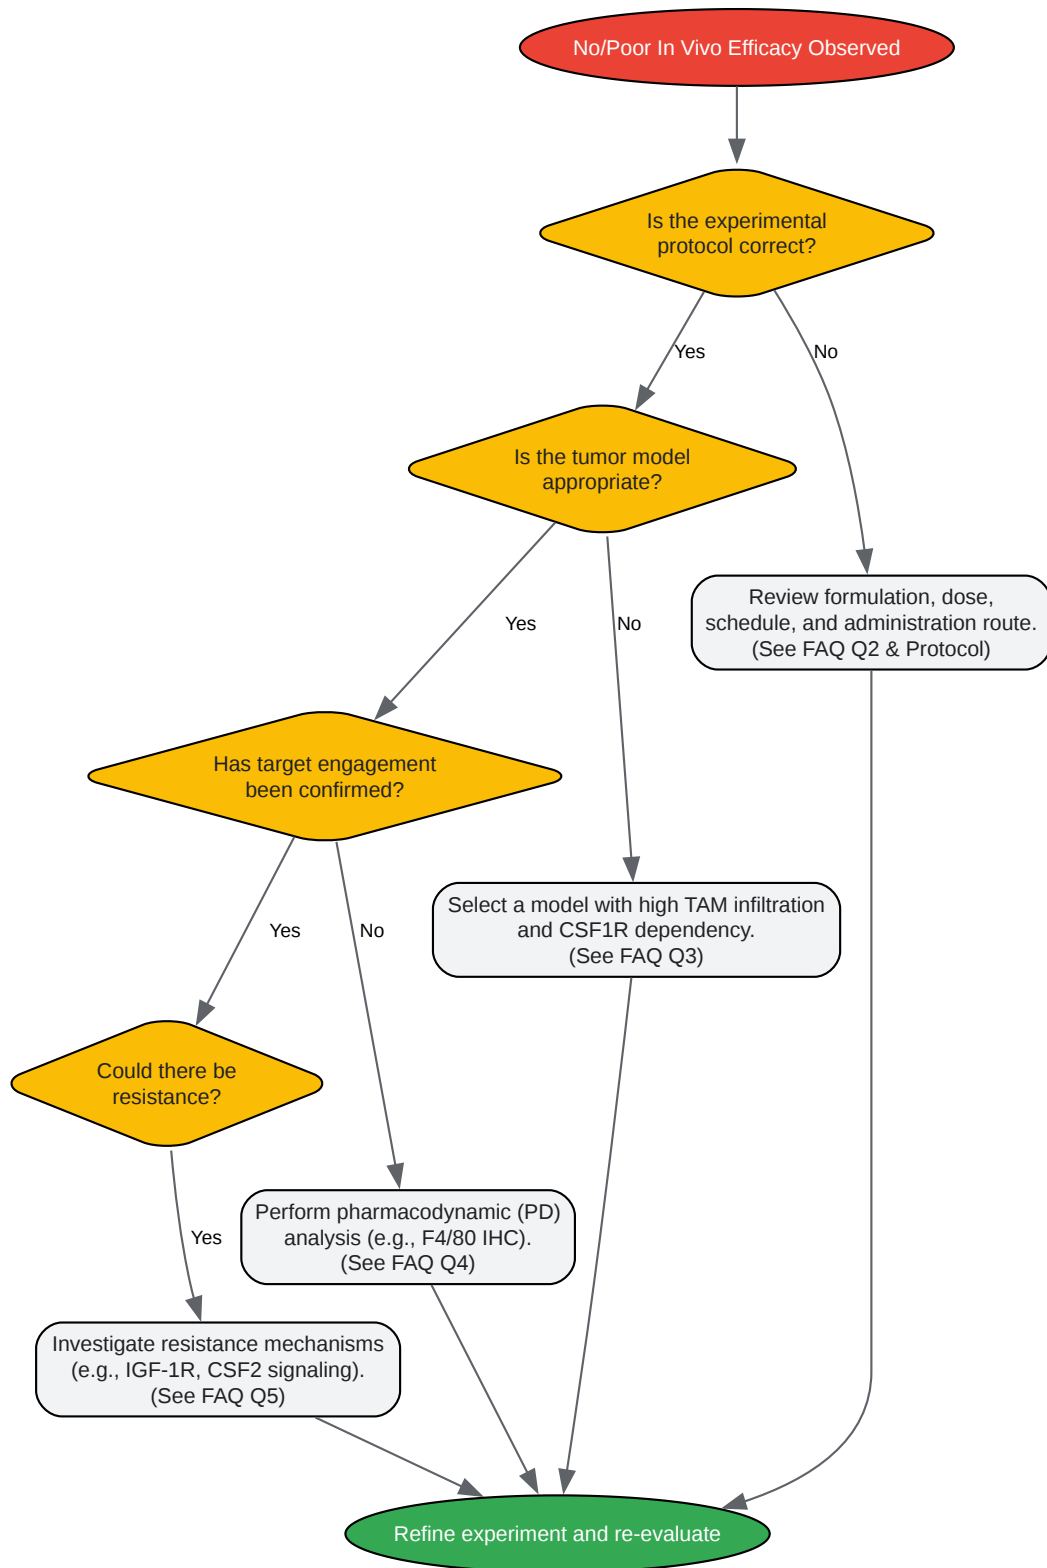 No/Poor In Vivo Efficacy Observed
Is the experimental
protocol correct?
Yes
No
Is the tumor model
appropriate?
Review formulation, dose,
schedule, and administration route.
(See FAQ Q2 & Protocol)
Yes
No
Has target engagement
been confirmed?
Select a model with high TAM infiltration
and CSF1R dependency.
(See FAQ Q3)
Yes
No
Could there be
resistance?
Perform pharmacodynamic (PD)
analysis (e.g., F4/80 IHC).
(See FAQ Q4)
Yes
Investigate resistance mechanisms
(e.g., IGF-1R, CSF2 signaling).
(See FAQ Q5)
Refine experiment and re-evaluate